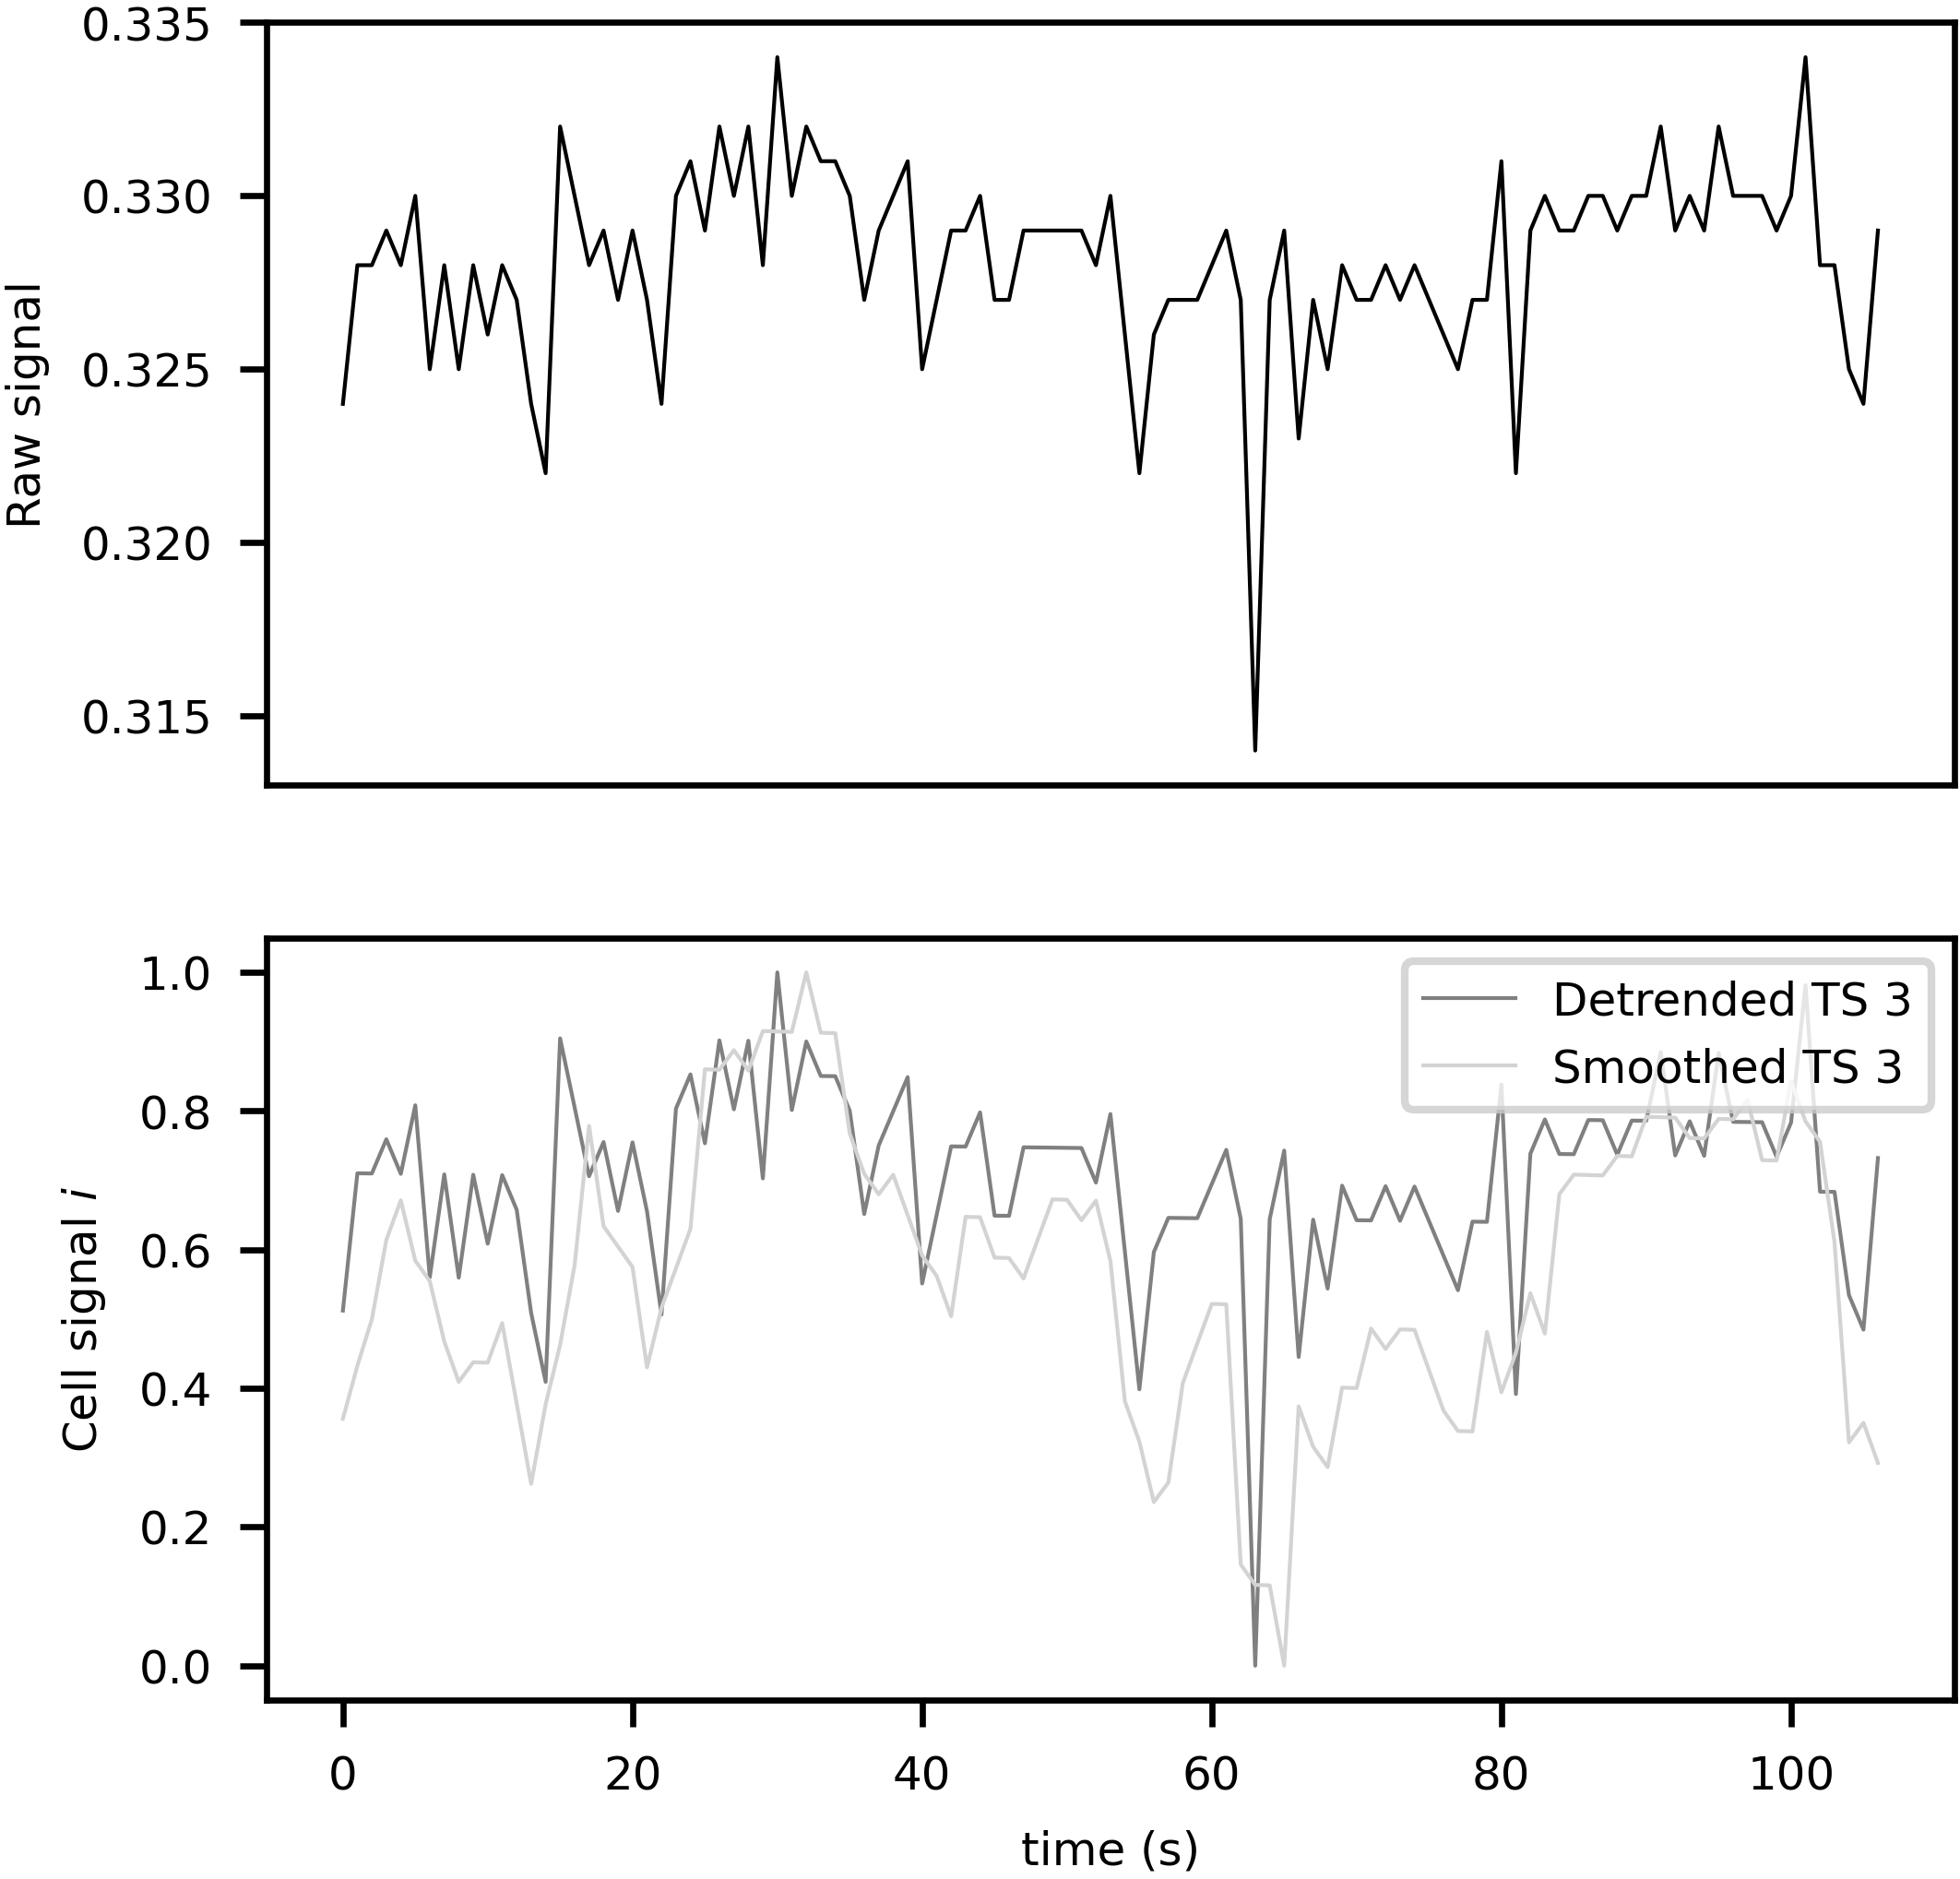 Raw signal
0.335
0.330
0.325
0.320
0.315
Cell signal i
1.0
0.8
0.6
0.4
0.2
0.0
Detrended TS 3
Smoothed TS 3
0 20 40 60 80 100
time (s)